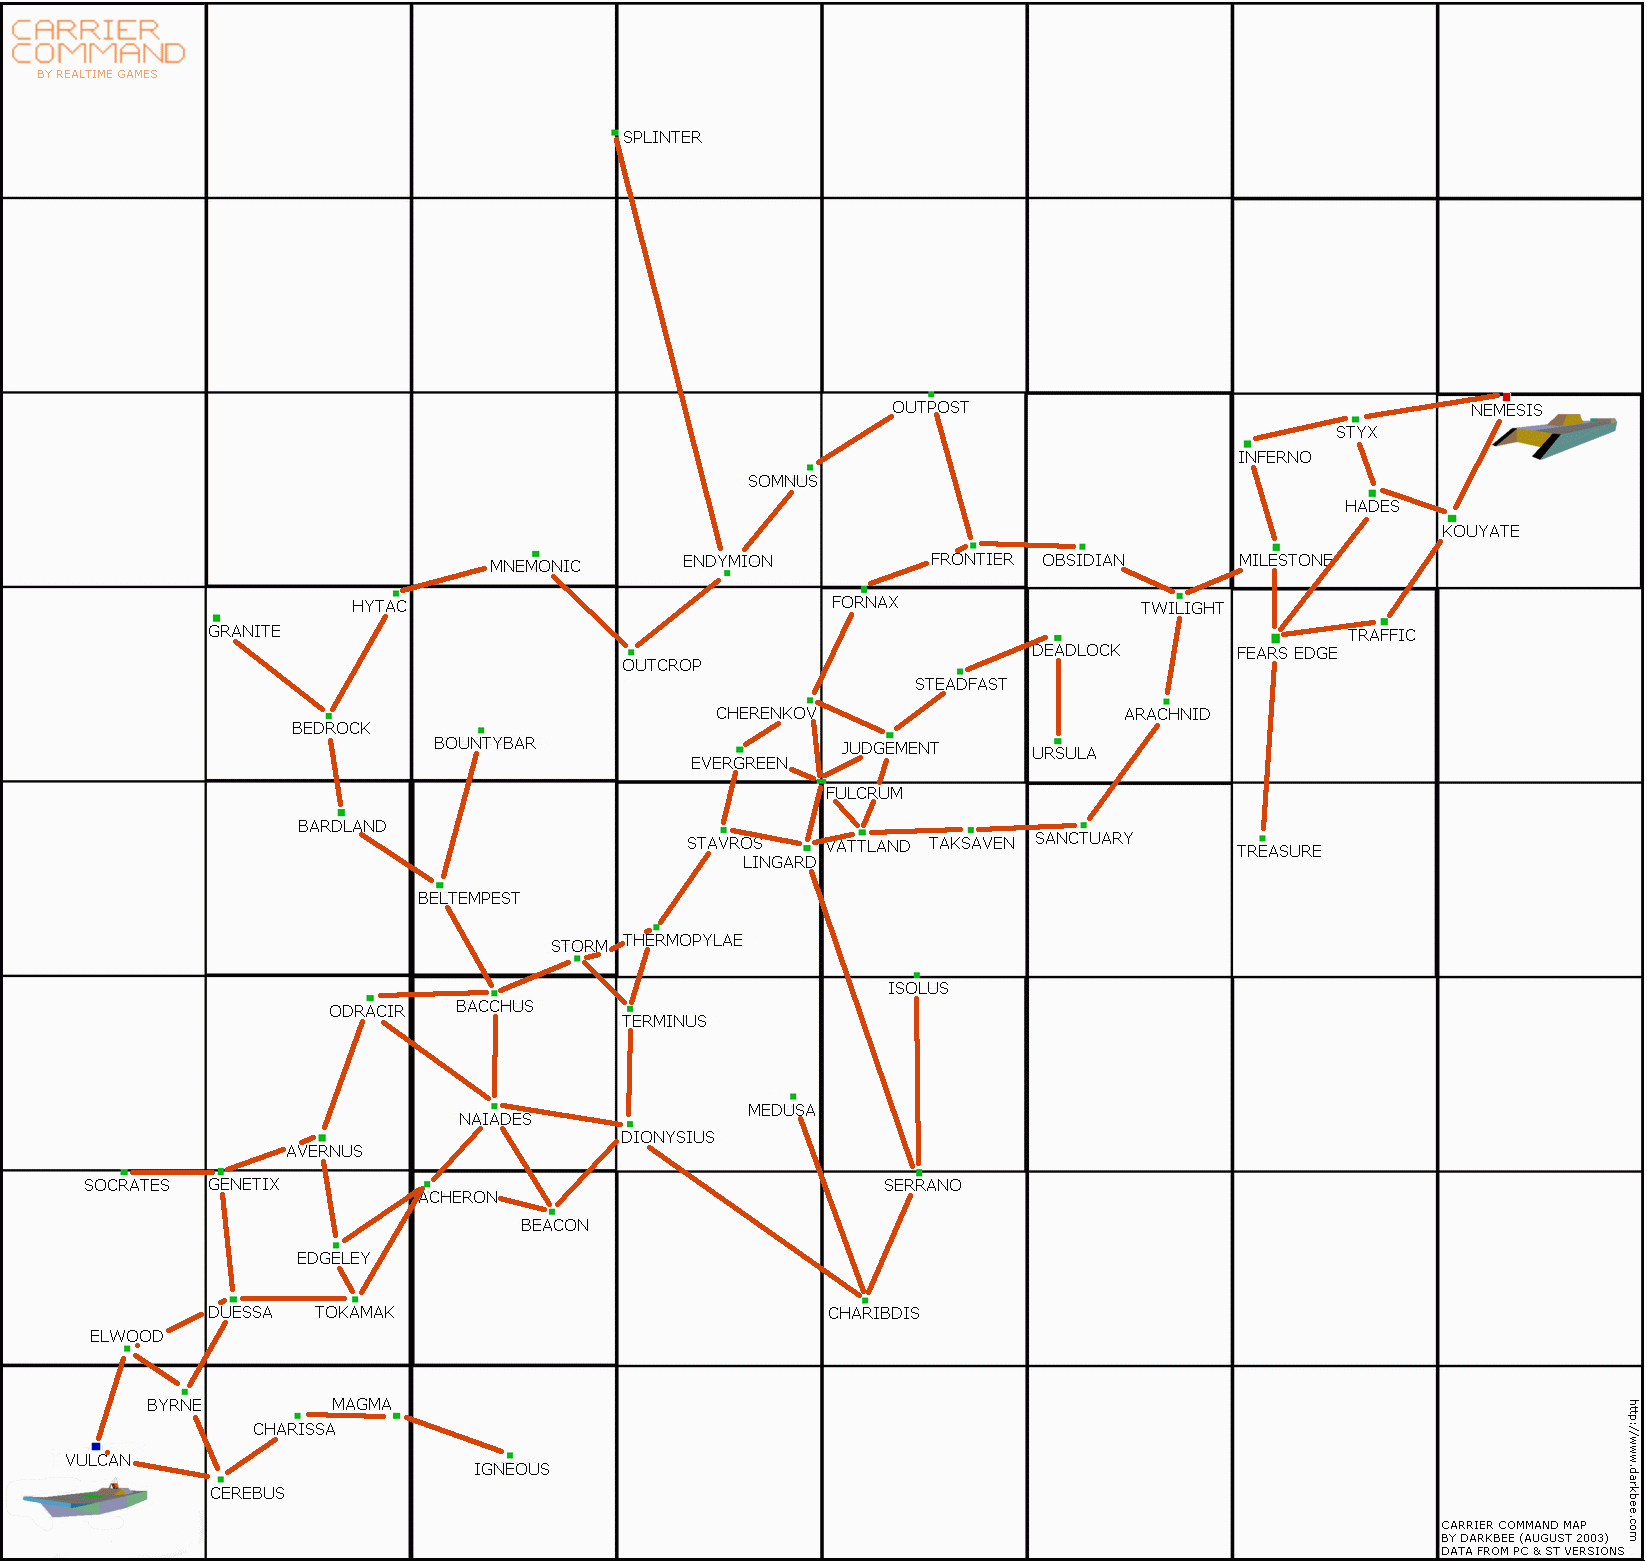 CARRIER
COMMAND
BY REALTIME GAMES
SPLINTER
OUTPOST
NEMESIS
STYX
INFERNO
SOMNUS
HADES
KOUYATE
MNEMONIC
ENDYMION
FRONTIER
OBSIDIAN
MILESTONE
HYTAC
FORNAX
TWILIGHT
GRANITE
TRAFFIC
DEADLOCK
FEARS EDGE
OUTCROP
STEADFAST
CHERENKOV
ARACHNID
BEDROCK
BOUNTYBAR
JUDGEMENT
URSULA
EVERGREEN
FULCRUM
BARDLAND
STAVROS
VATTLAND
TAKSAVEN
SANCTUARY
TREASURE
LINGARD
BELTEMPEST
STORM
THERMOPYLAE
ISOLUS
ODRACIR
BACCHUS
TERMINUS
MEDUSA
NAIADES
DIONYSIUS
AVERNUS
SOCRATES
GENETIX
ACHERON
SERRANO
BEACON
EDGELEY
DUESSA
TOKAMAK
CHARIBDIS
ELWOOD
BYRNE
MAGMA
CHARISSA
VULCAN
IGNEOUS
CEREBUS
http://www.darkbee.com
CARRIER COMMAND MAP
BY DARKBEE (AUGUST 2003)
DATA FROM PC & ST VERSIONS